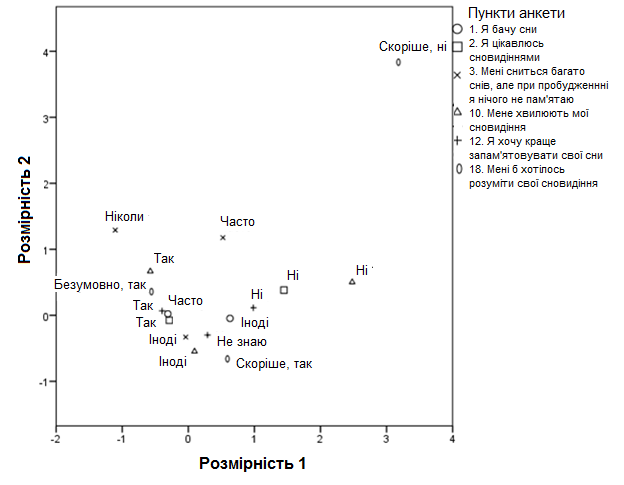 Пункти анкети
1. Я бачу сни
2. Я цікавлюсь
сновидіннями
3. Мені сниться багато
снів, але при пробудженнні
я нічого не пам'ятаю
10. Мене хвилюють мої
сновидіння
12. Я хочу краще
запам'ятовувати свої сни
18. Мені б хотілось
розуміти свої сновидіння
Скоріше, ні
Ніколи
Часто
Так
Ні
Ні
Безумовно, так
Часто
Ні
Так
Так
Іноді
Іноді
Не знаю
Іноді
Скоріше, так
4
3
2
1
0
-1
-2
-1
0
1
2
3
4
Розмірність 2
Розмірність 1